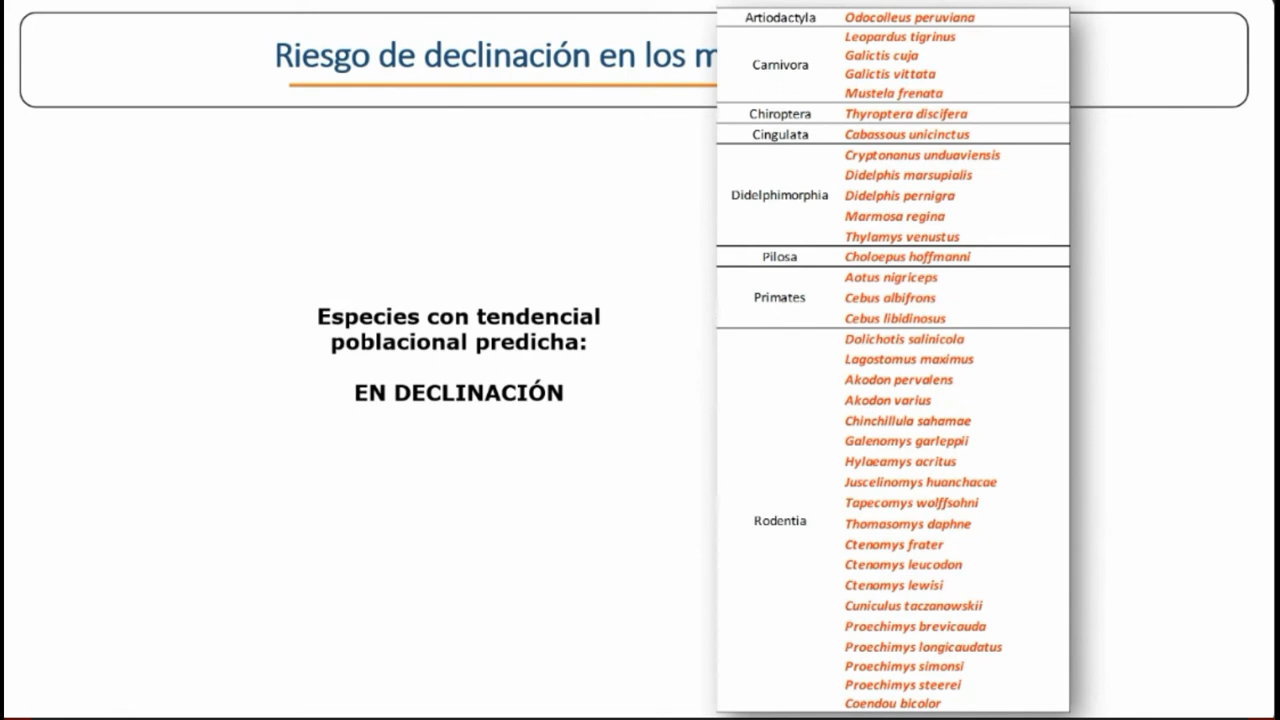 Riesgo de declinación en los m
Especies con tendencial
poblacional predicha:
EN DECLINACIÓN
Artiodactyla Odocolleus peruviana
Carnivora
Leopardus tigrinus
Galictis cuja
Galictis vittata
Mustela frenata
Chiroptera Thyroptera discifera
Cingulata Cabassous unicinctus
Didelphimorphia
Cryptonanus unduaviensis
Didelphis marsupialis
Didelphis pernigra
Marmosa regina
Thylamys venustus
Pilosa Choloepus hoffmanni
Primates
Aotus nigriceps
Cebus albifrons
Cebus libidinosus
Rodentia
Dolichotis salinicola
Lagostomus maximus
Akodon pervalens
Akodon varius
Chinchillula sahamae
Galenomys garleppii
Hylaeamys acritus
Juscelinomys huanchacae
Tapecomys wolffsohni
Thomasomys daphne
Ctenomys frater
Ctenomys leucodon
Ctenomys lewisi
Cuniculus taczanowskii
Proechimys brevicauda
Proechimys longicaudatus
Proechimys simonsi
Proechimys steerei
Coendou bicolor